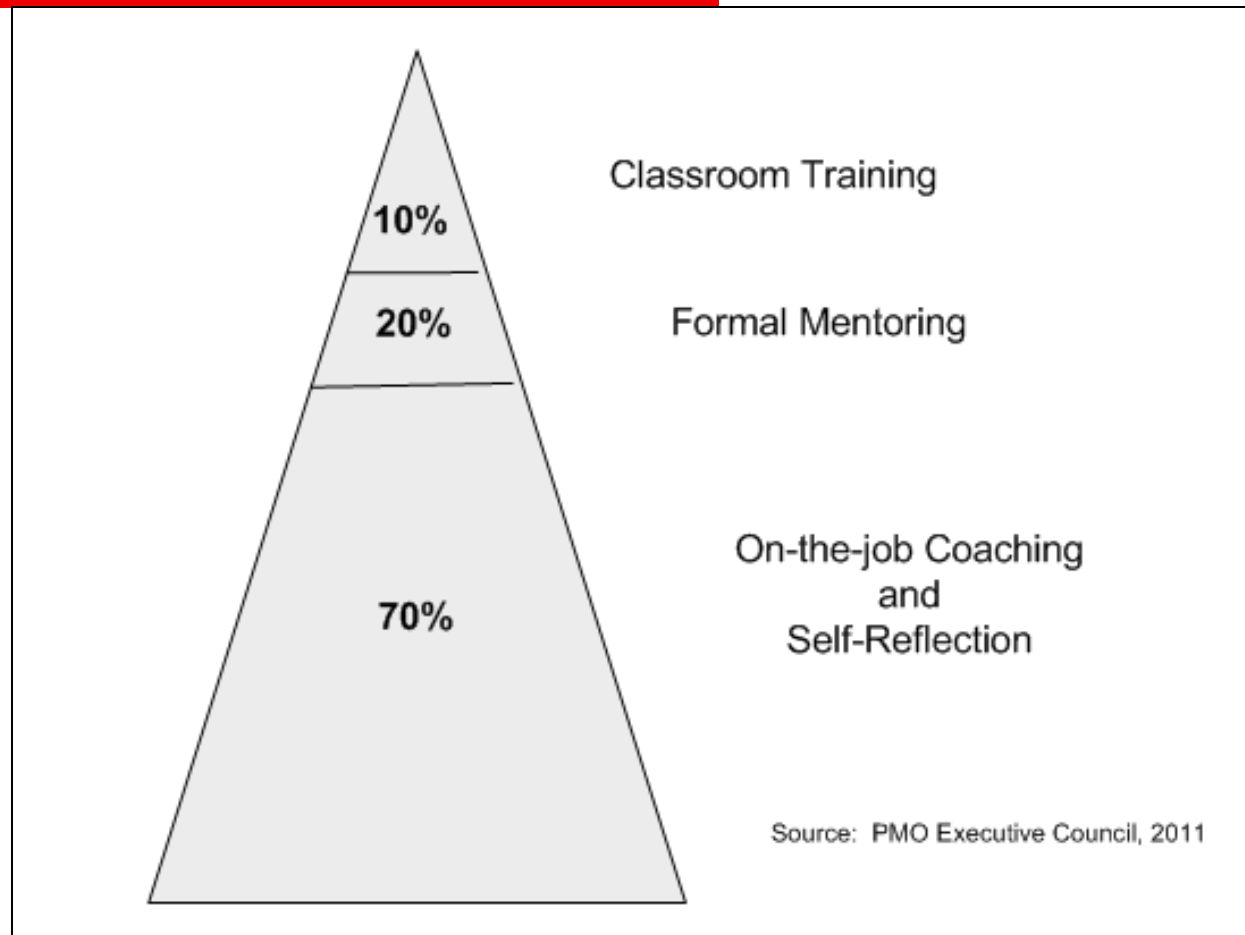 Classroom Training
10%
20%
Formal Mentoring
On-the-job Coaching
and
Self-Reflection
70%
Source: PMO Executive Council, 2011